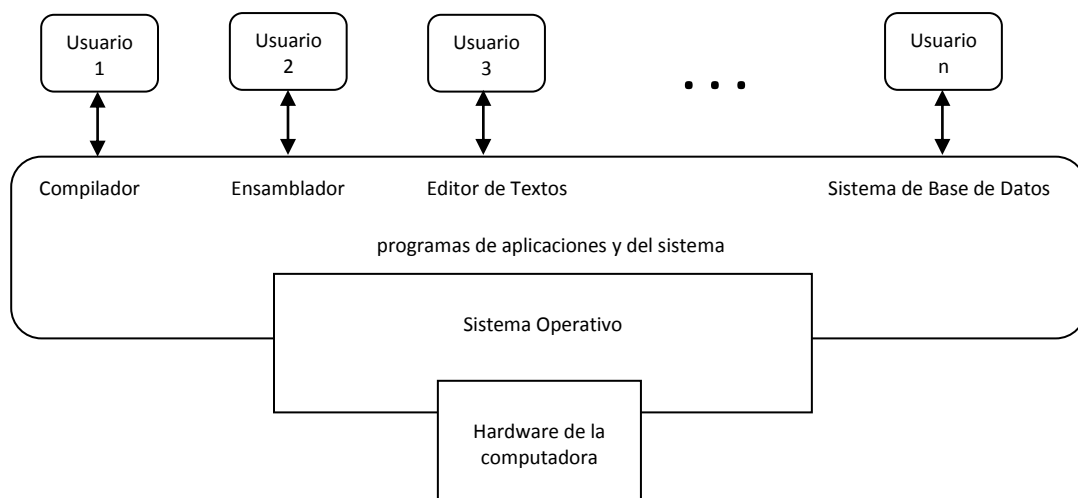 Usuario
1
Usuario
2
Usuario
3
. . .
Usuario
n
Compilador
Ensamblador
Editor de Textos
Sistema de Base de Datos
programas de aplicaciones y del sistema
Sistema Operativo
Hardware de la
computadora